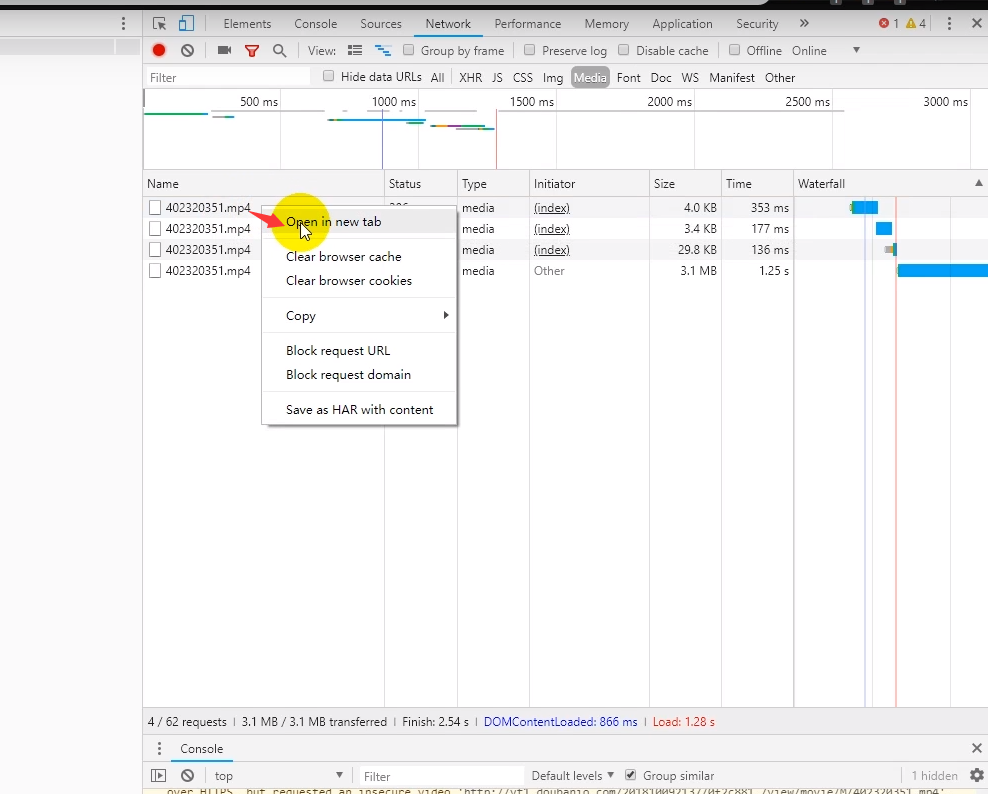 Elements Console Sources Network Performance Memory Application Security » 1 4
View: Group by frame Preserve log Disable cache Offline Online
Filter Hide data URLs All XHR JS CSS Img Media Font Doc WS Manifest Other
500 ms 1000 ms 1500 ms 2000 ms 2500 ms 3000 ms
Name Status Type Initiator Size Time Waterfall
402320351.mp4 206 media (index) 4.0 KB 353 ms
402320351.mp4 media (index) 3.4 KB 177 ms
402320351.mp4 media (index) 29.8 KB 136 ms
402320351.mp4 media Other 3.1 MB 1.25 s
Open in new tab
Clear browser cache
Clear browser cookies
Copy
Block request URL
Block request domain
Save as HAR with content
4 / 62 requests 3.1 MB / 3.1 MB transferred Finish: 2.54 s DOMContentLoaded: 866 ms Load: 1.28 s
Console
top Filter Default levels Group similar 1 hidden
over HTTPS, but requested an insecure video